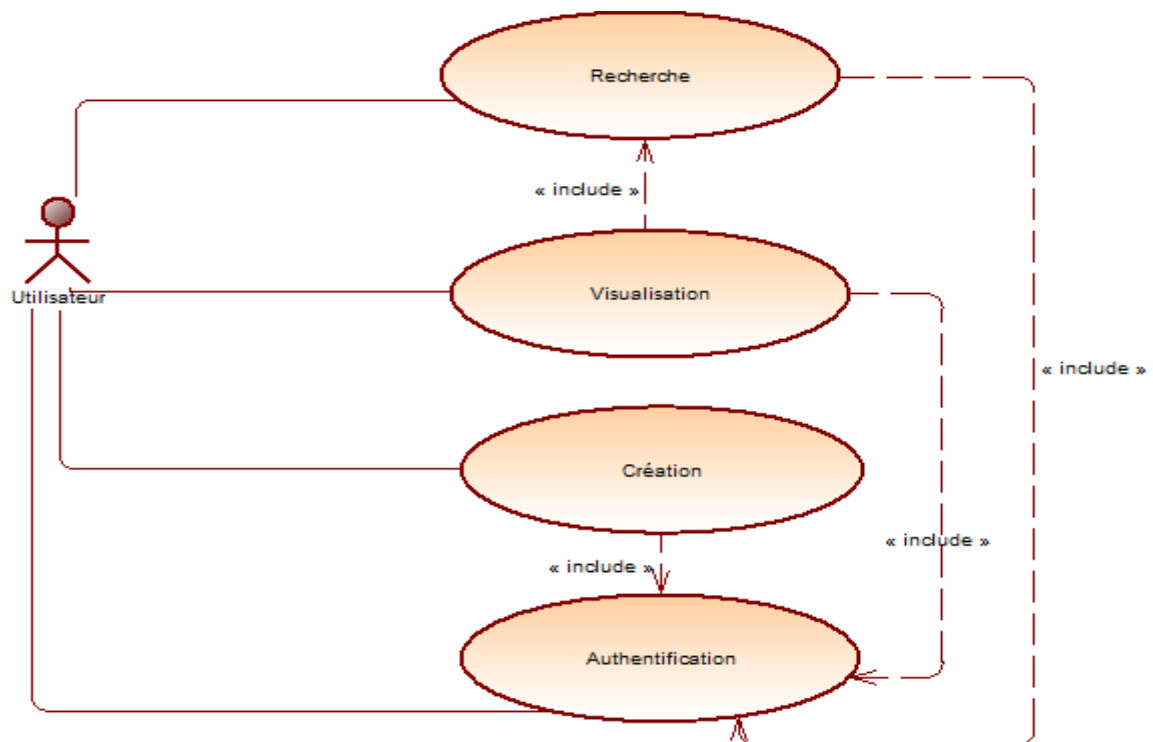 Recherche
« include »
Utilisateur
Visualisation
« include »
Création
« include »
« include »
Authentification